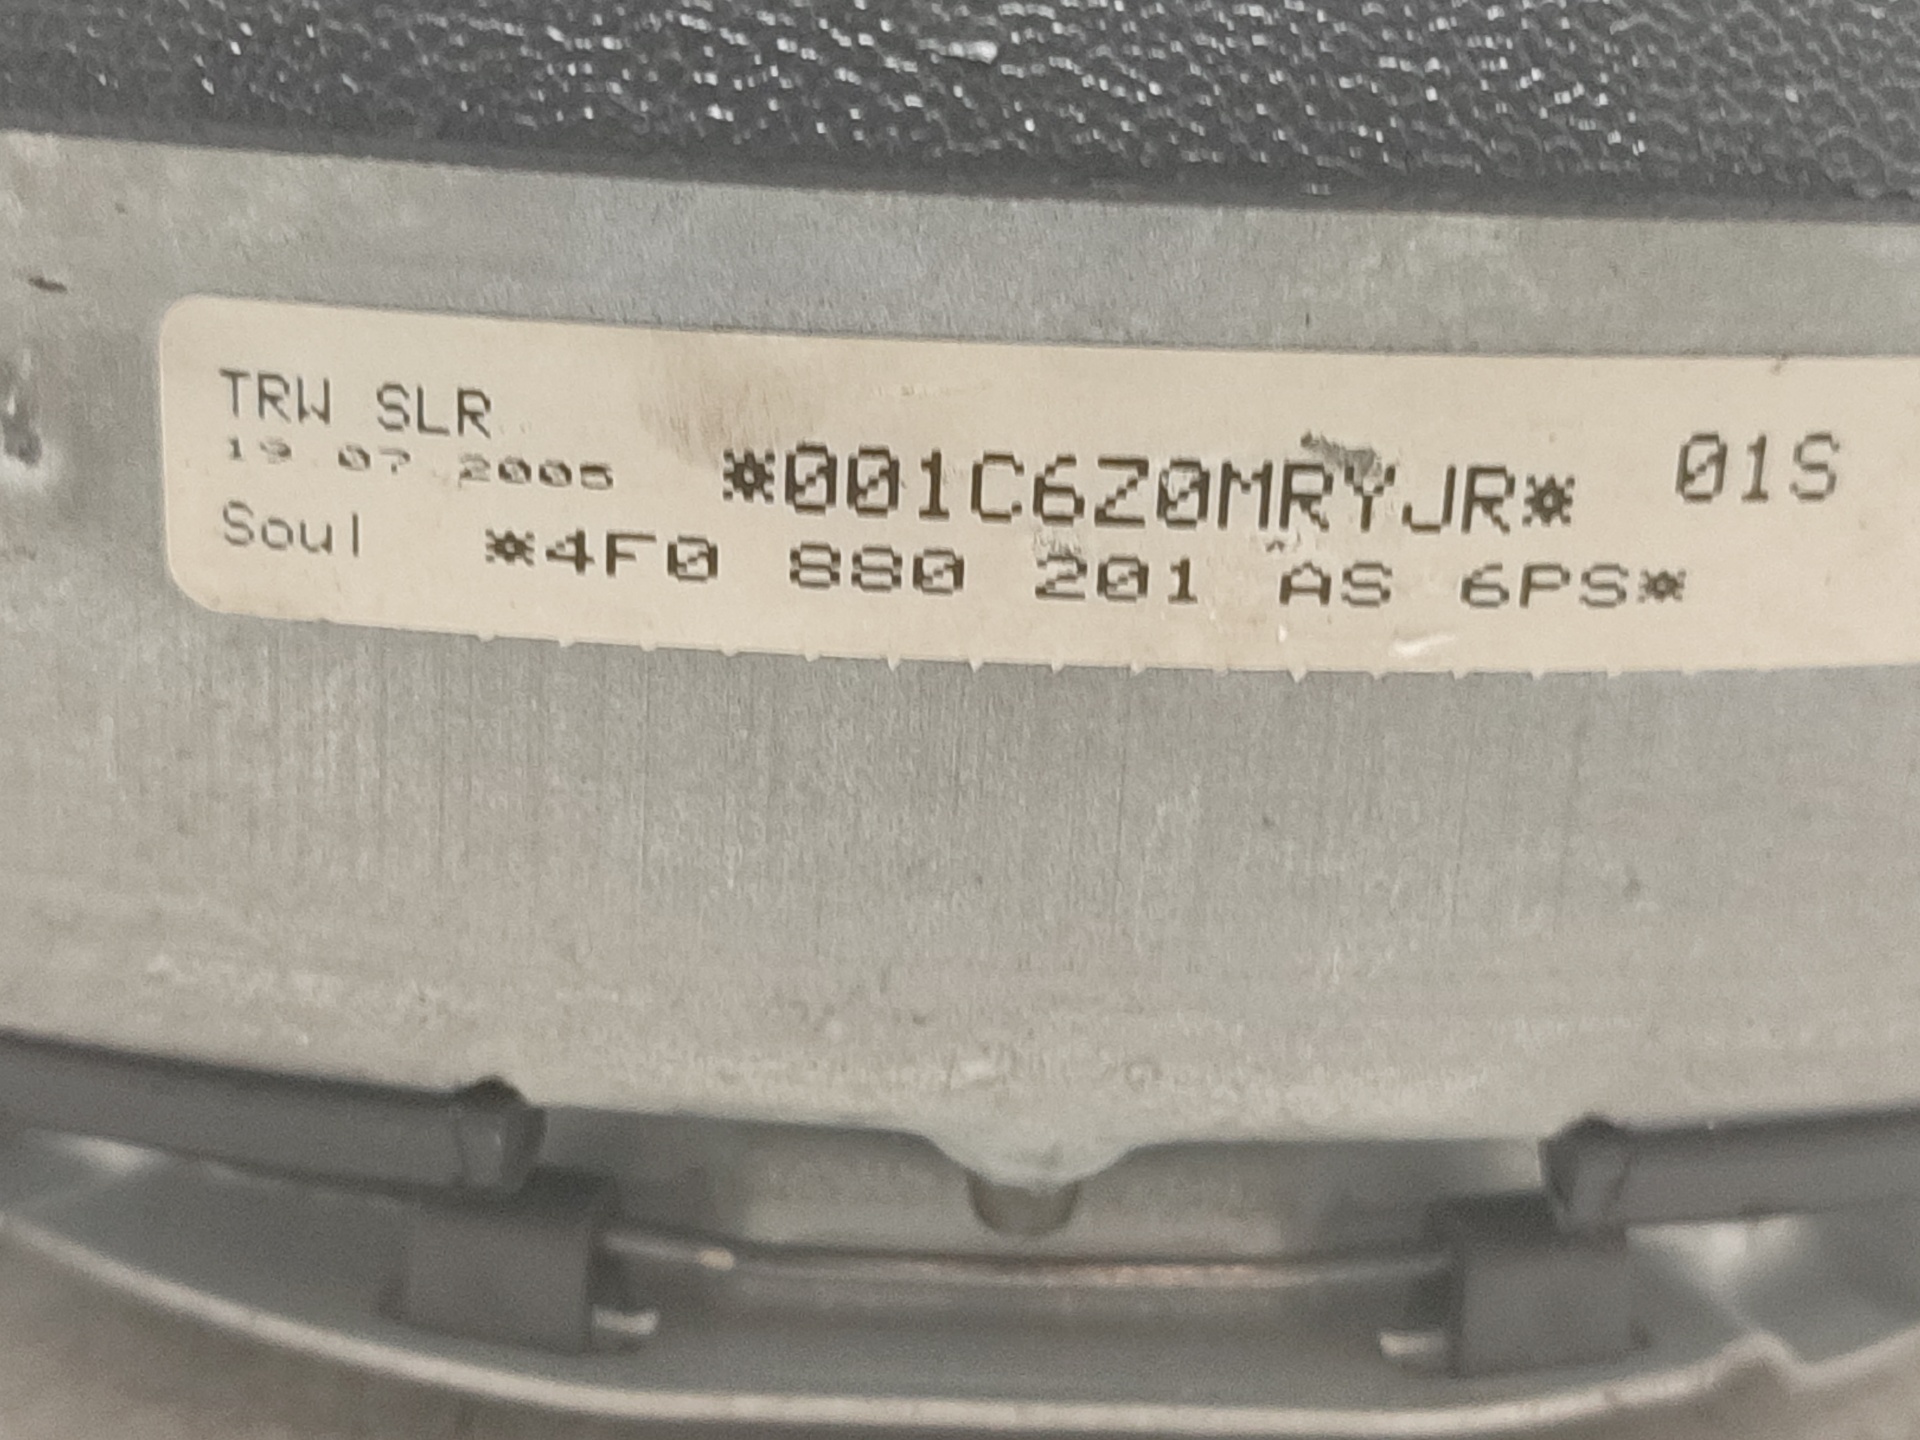 TRW SLR
19.07.2005 *001C6Z0MRYJR* 01S
Soul *4F0 880 201 AS 6PS*